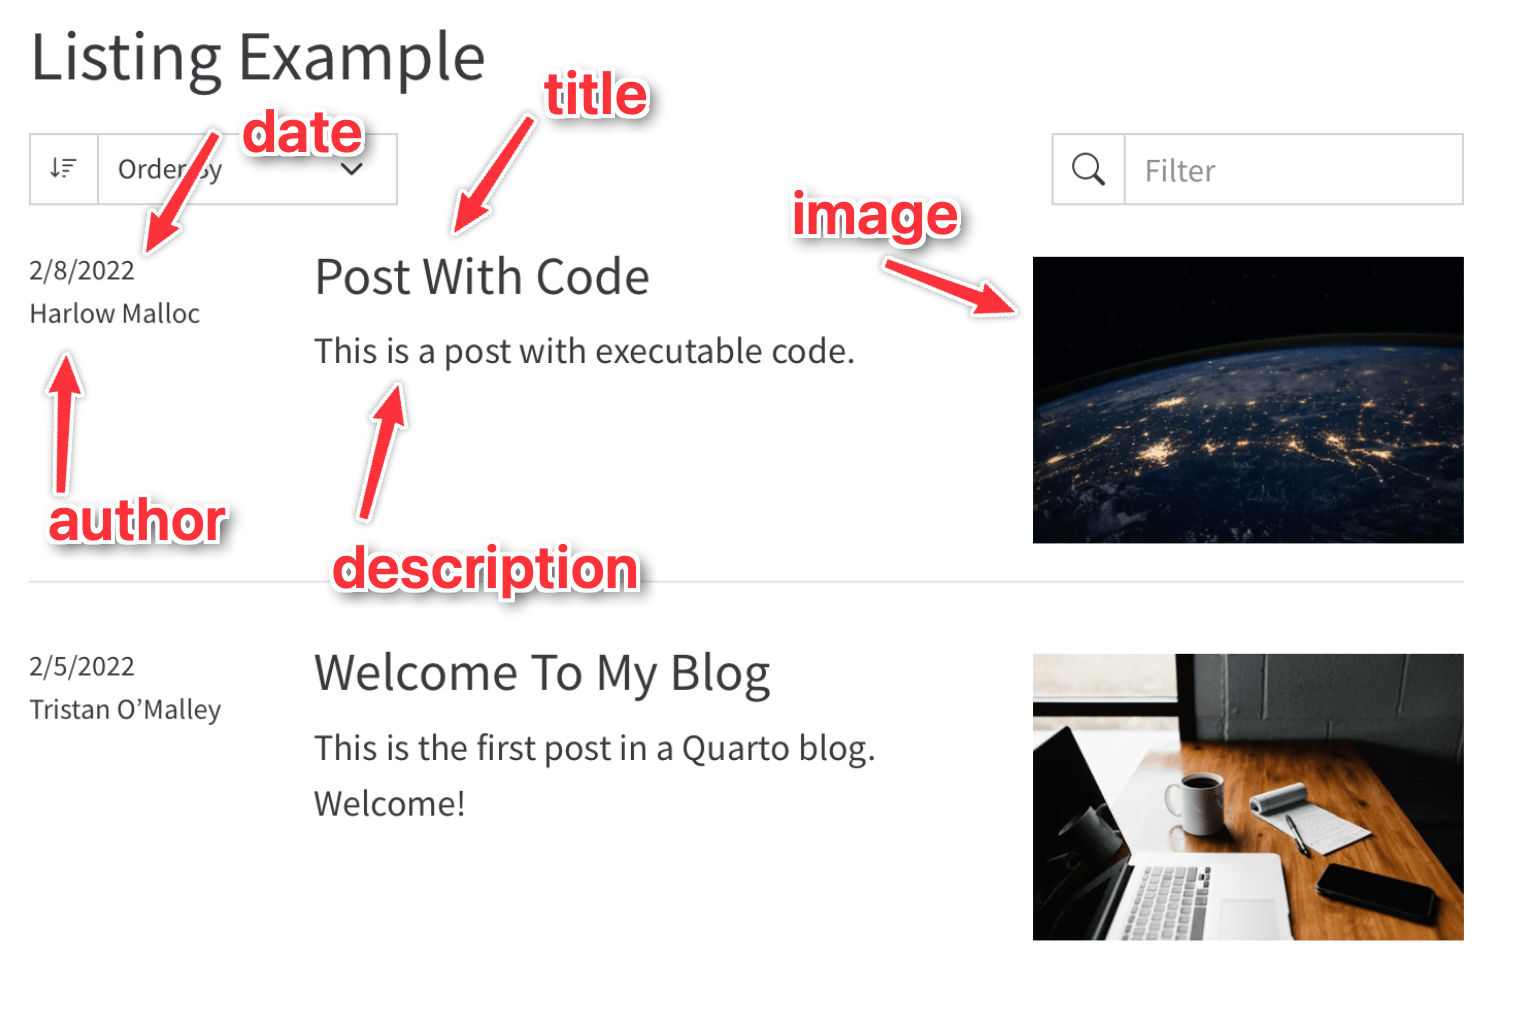 Listing Example
title
date
Order By
Filter
image
2/8/2022
Harlow Malloc
Post With Code
This is a post with executable code.
author
description
2/5/2022
Tristan O’Malley
Welcome To My Blog
This is the first post in a Quarto blog.
Welcome!